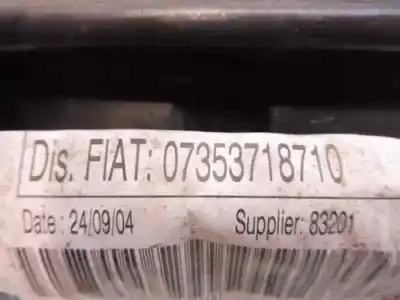 Dis. FIAT: 07353718710
Date : 24/09/04 Supplier: 83201